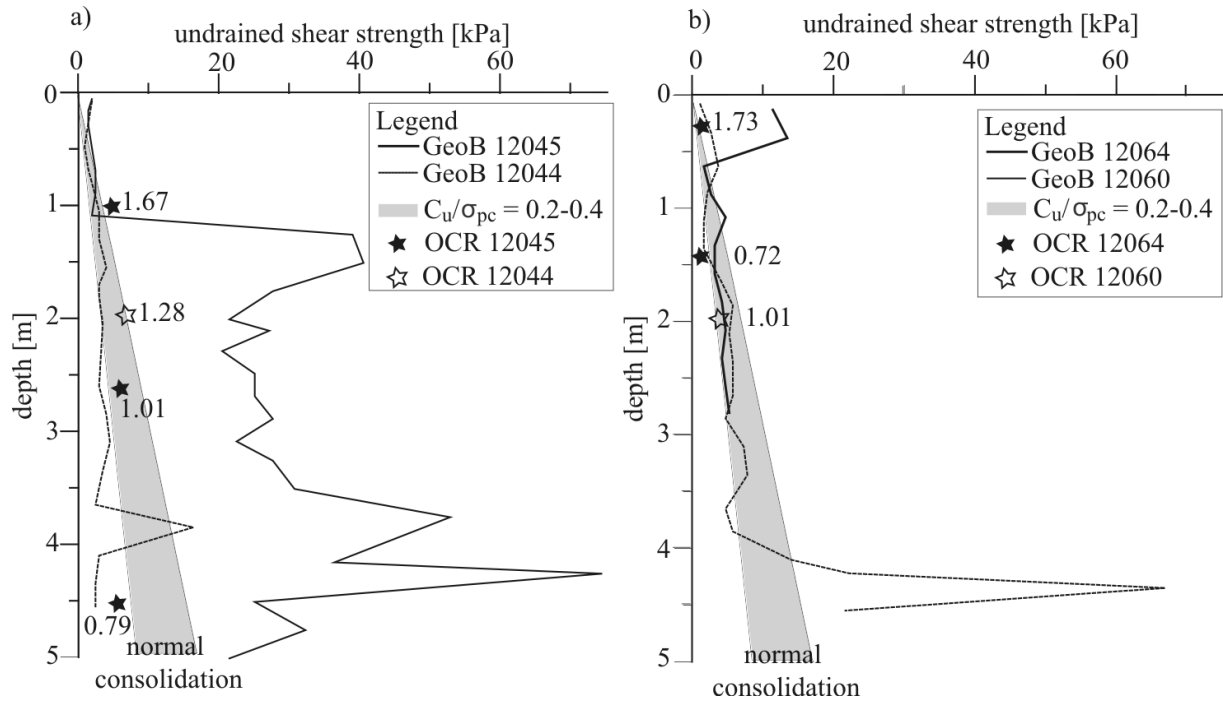 a)
undrained shear strength [kPa]
0
20
40
60
0
1
2
3
4
5
depth [m]
Legend
GeoB 12045
GeoB 12044
Cu/σpc = 0.2-0.4
OCR 12045
OCR 12044
1.67
1.28
1.01
0.79
normal
consolidation
b)
undrained shear strength [kPa]
0
20
40
60
0
1
2
3
4
5
depth [m]
Legend
GeoB 12064
GeoB 12060
Cu/σpc = 0.2-0.4
OCR 12064
OCR 12060
1.73
0.72
1.01
normal
consolidation